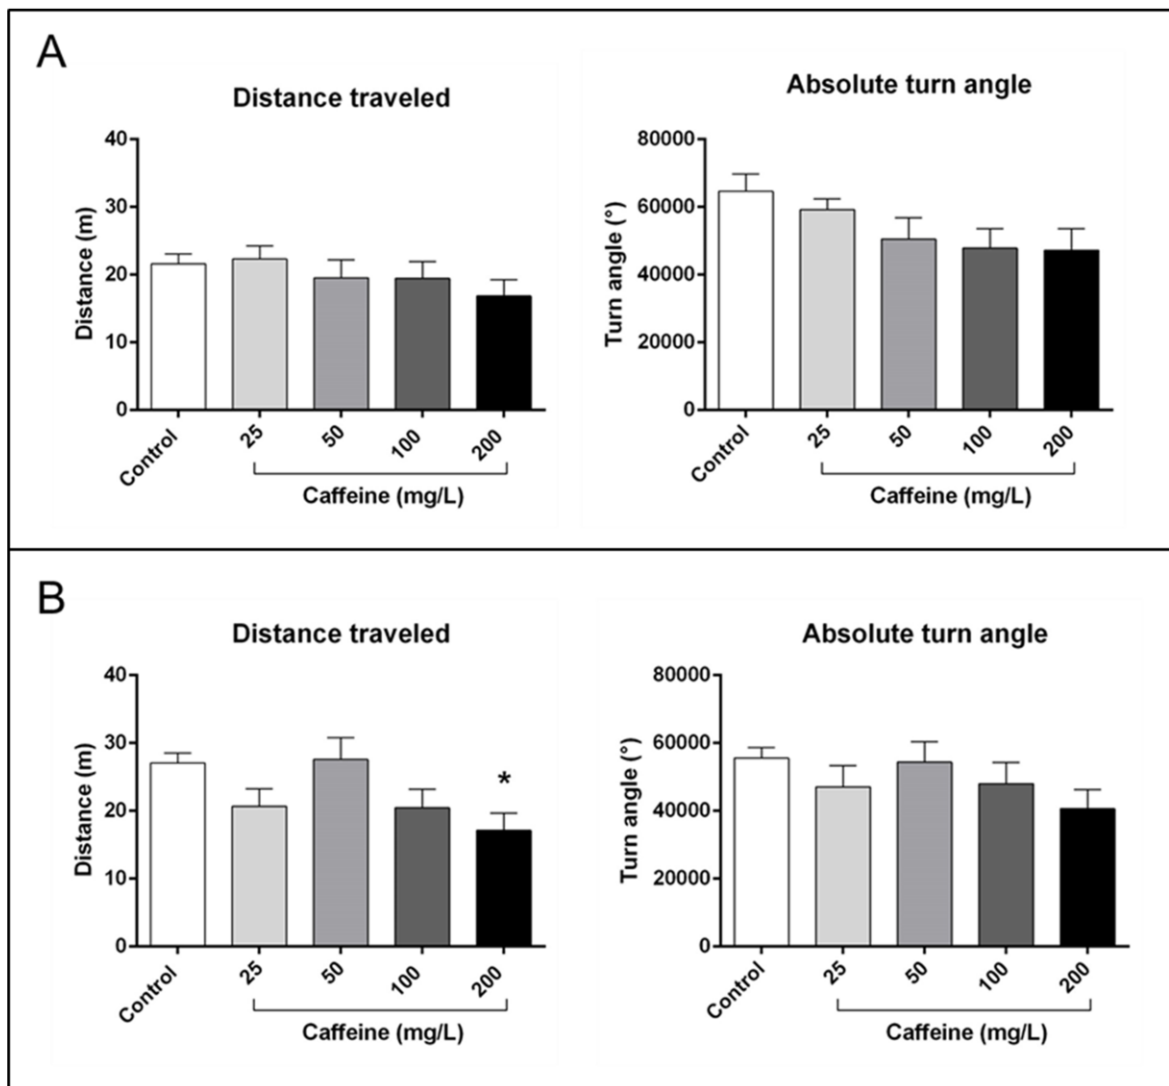 A
Distance traveled
Distance (m)
40
30
20
10
0
Control
25
50
100
200
Caffeine (mg/L)
Absolute turn angle
Turn angle (°)
80000
60000
40000
20000
0
Control
25
50
100
200
Caffeine (mg/L)
B
Distance traveled
Distance (m)
40
30
20
10
0
*
Control
25
50
100
200
Caffeine (mg/L)
Absolute turn angle
Turn angle (°)
80000
60000
40000
20000
0
Control
25
50
100
200
Caffeine (mg/L)